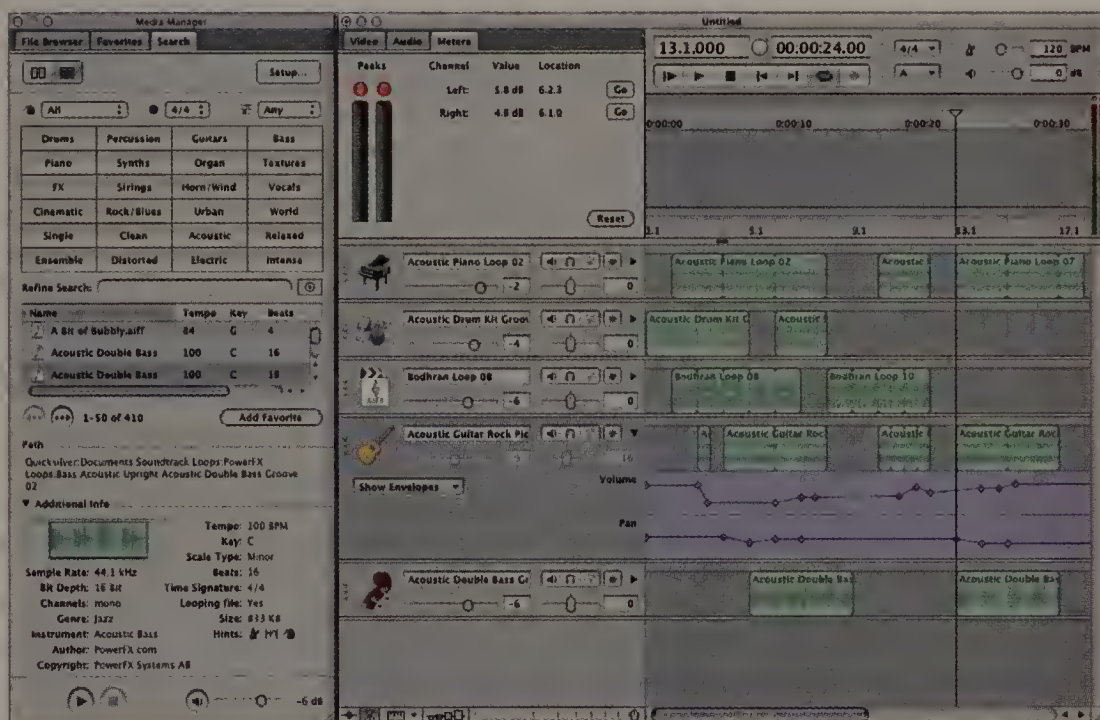 Media Manager
File Browser Favorites Search
Setup...
All 4/4 Any
Drums Percussion Guitars Bass
Piano Synths Organ Textures
FX Strings Horn/Wind Vocals
Cinematic Rock/Blues Urban World
Single Clean Acoustic Relaxed
Ensemble Distorted Electric Intense
Refine Search:
Name Tempo Key Beats
A Bit of Bubbly.aiff 84 G 4
Acoustic Double Bass 100 C 16
Acoustic Double Bass 100 C 18
1-50 of 410 Add Favorite
Path
Quicksilver:Documents Soundtrack Loops:PowerFX
Loops:Bass Acoustic Upright Acoustic Double Bass Groove
02
Additional Info
Tempo: 100 BPM
Key: C
Scale Type: Minor
Sample Rate: 44.1 kHz Beats: 16
Bit Depth: 16 Bit Time Signature: 4/4
Channels: mono Looping file: Yes
Genre: Jazz Size: 833 KB
Instrument: Acoustic Bass Hints:
Author: PowerFX com
Copyright: PowerFX Systems AB
-6 dB
Untitled
Video Audio Meters
Peaks Channel Value Location
Left: 5.8 dB 6.2.3 Go
Right: 4.8 dB 6.1.0 Go
Reset
13.1.000 00:00:24.00 4/4 120 BPM
A 0 dB
0:00:00 0:00:10 0:00:20 0:00:30
1.1 5.1 9.1 13.1 17.1
Acoustic Piano Loop 02 Acoustic Piano Loop 02 Acoustic Acoustic Piano Loop 07
-2 0
Acoustic Drum Kit Groov Acoustic Drum Kit G Acoustic
-4 0
Bodhran Loop 08 Bodhran Loop 08 Bodhran Loop 10
-6 0
Acoustic Guitar Rock Pic A Acoustic Guitar Roc Acoustic Acoustic Guitar Roc
16
Show Envelopes Volume
Pan
Acoustic Double Bass Gr Acoustic Double Bas Acoustic Double Ba
-6 0